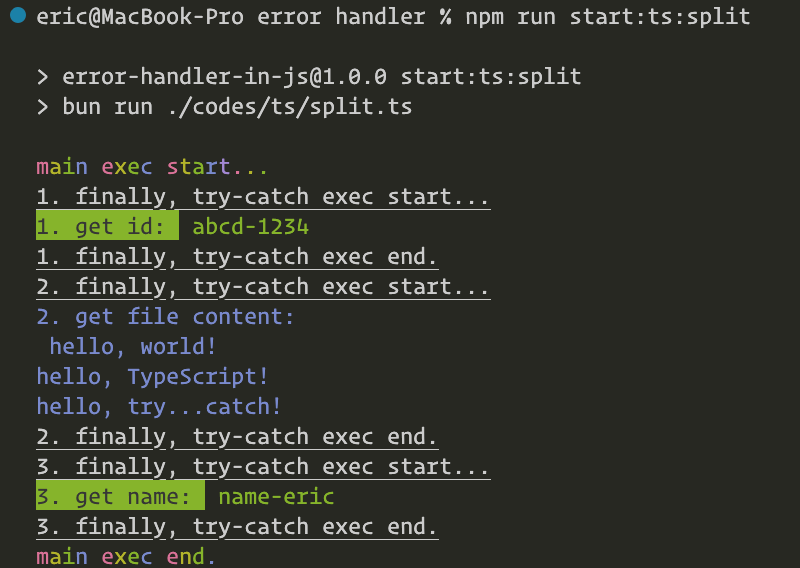 eric@MacBook-Pro error handler % npm run start:ts:split
> error-handler-in-js@1.0.0 start:ts:split
> bun run ./codes/ts/split.ts
main exec start...
1. finally, try-catch exec start...
1. get id: abcd-1234
1. finally, try-catch exec end.
2. finally, try-catch exec start...
2. get file content:
hello, world!
hello, TypeScript!
hello, try...catch!
2. finally, try-catch exec end.
3. finally, try-catch exec start...
3. get name: name-eric
3. finally, try-catch exec end.
main exec end.